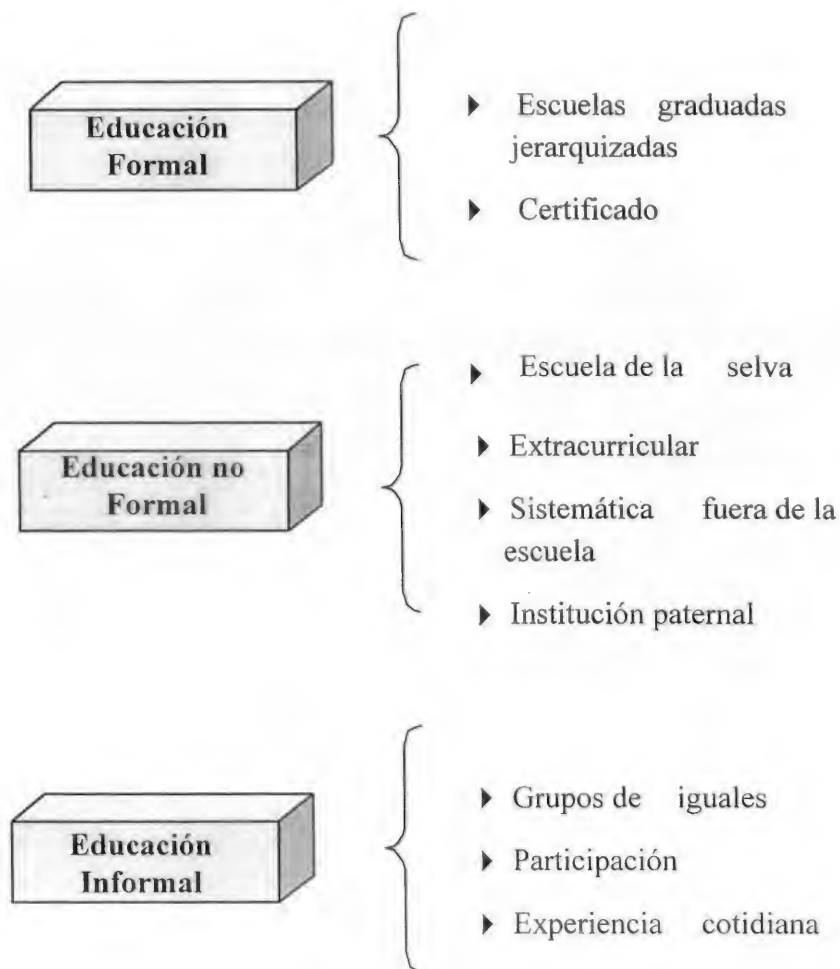 Educación
Formal
Escuelas graduadas
jerarquizadas
Certificado
Educación no
Formal
Escuela de la selva
Extracurricular
Sistemática fuera de la
escuela
Institución paternal
Educación
Informal
Grupos de iguales
Participación
Experiencia cotidiana